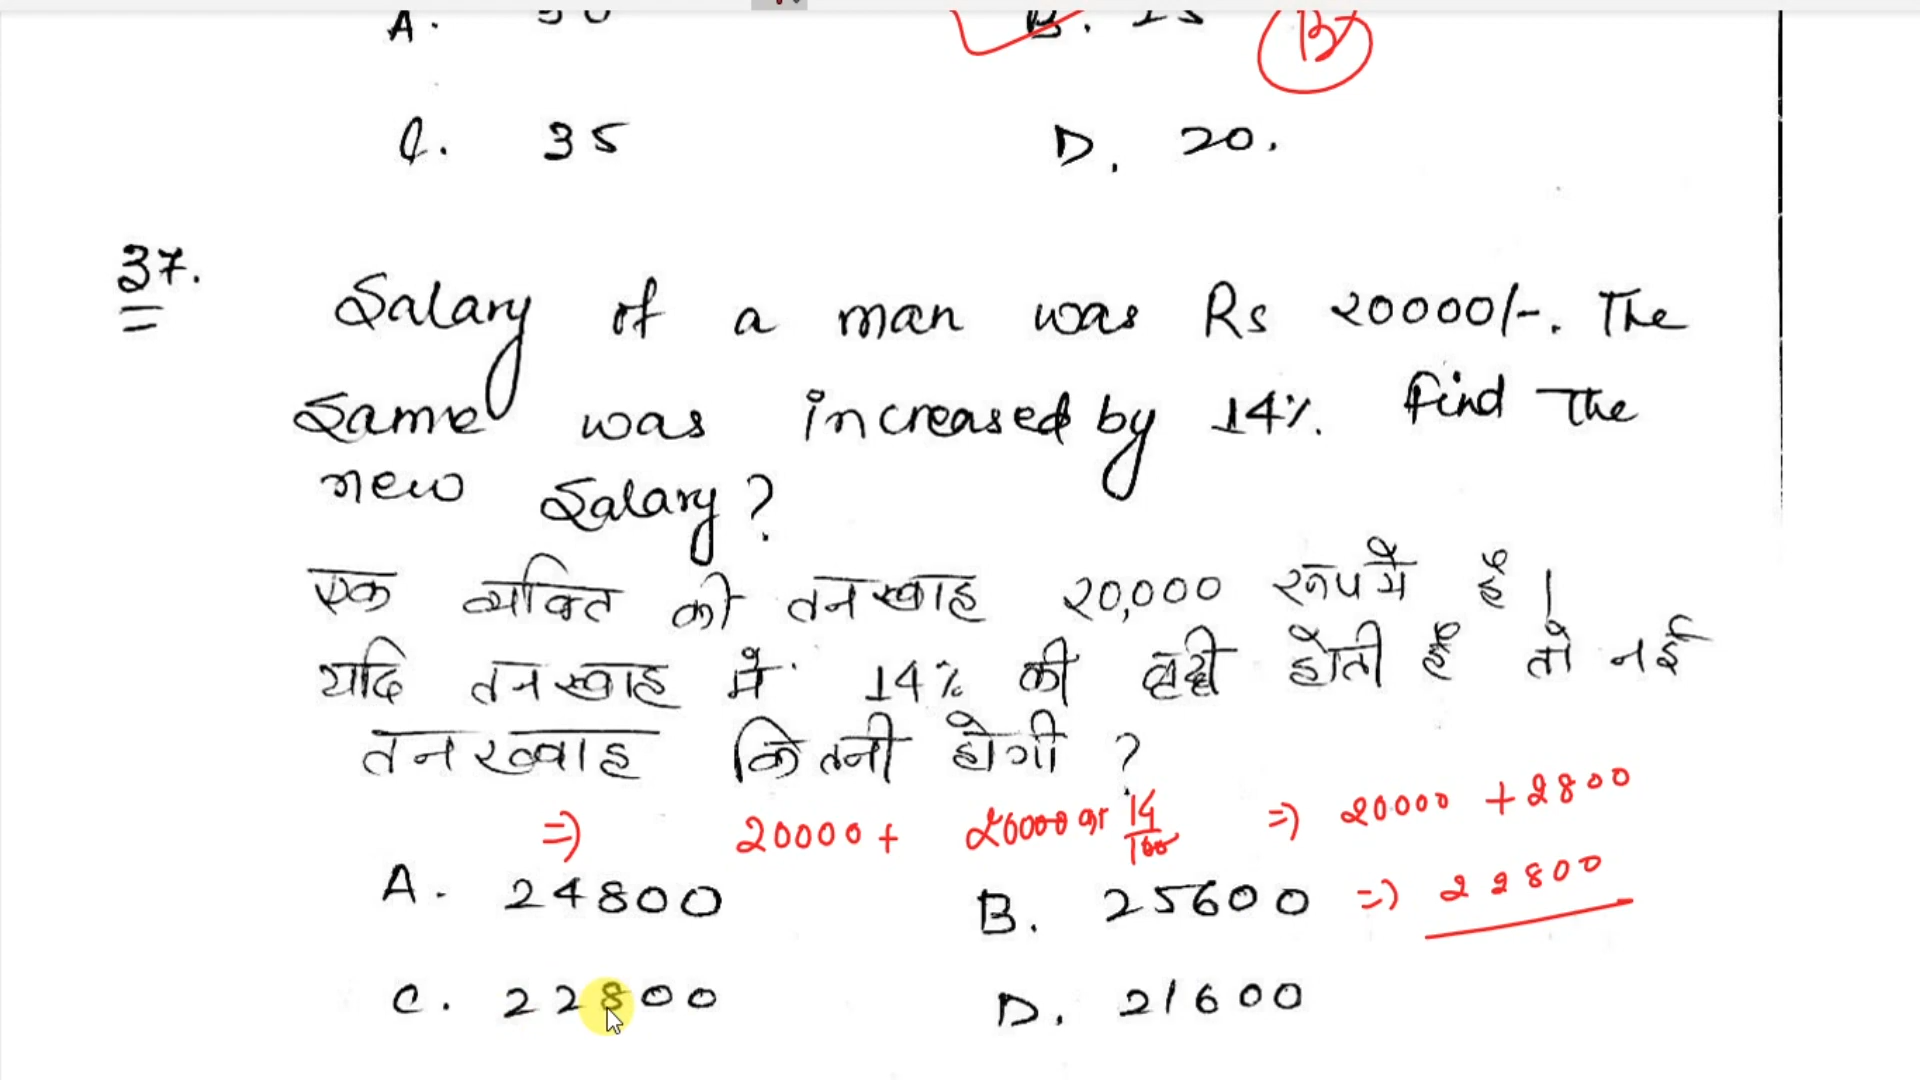 C. 35 D. 20.
37.
Salary of a man was Rs 20000/-. The
same was increased by 14%. Find The
new salary?
एक व्यक्ति की तनख्वाह 20,000 रूपये है।
यदि तनख्वाह में 14% की वृद्धी होती है तो नई
तनख्वाह कितनी होगी ?
=) 20000 + 20000 का 14/100 =) 20000 + 2800
A. 24800 B. 25600 =) 22800
C. 22800 D. 21600